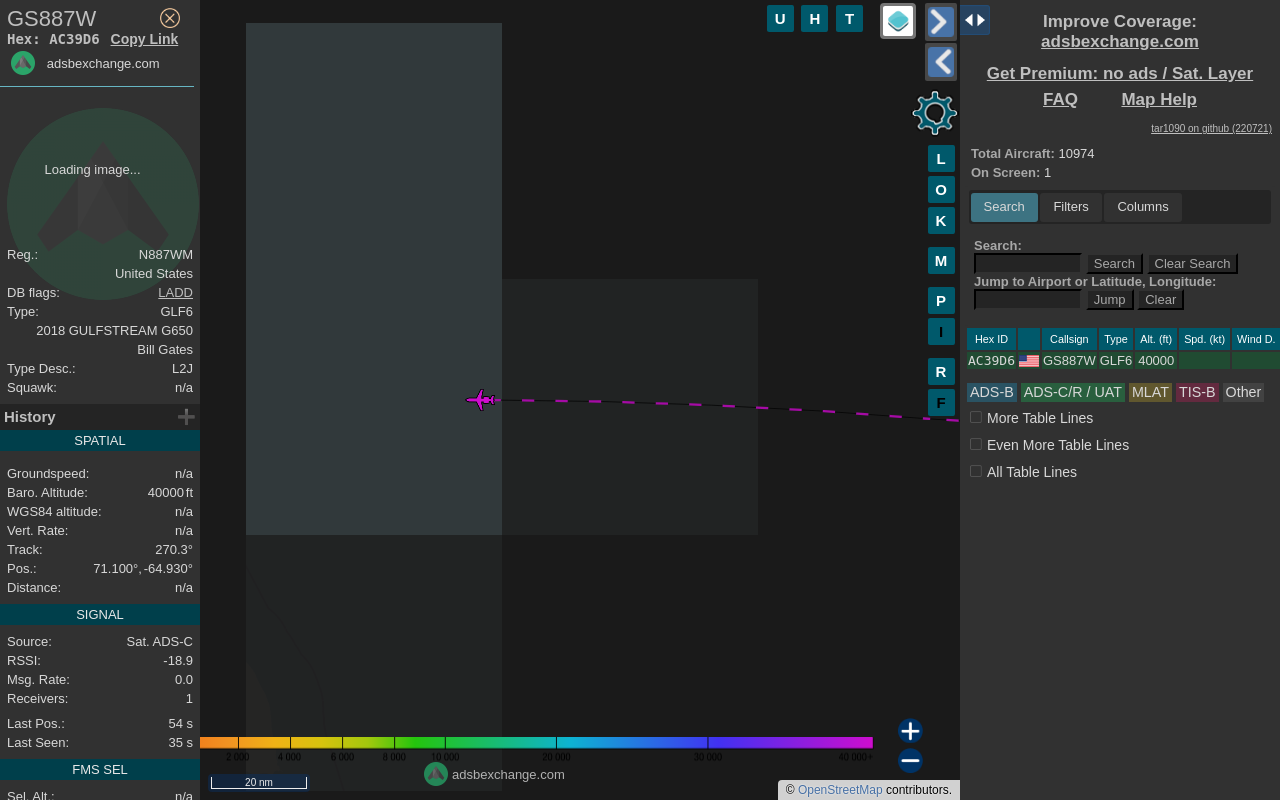 GS887W
Hex: AC39D6 Copy Link
adsbexchange.com
Loading image...
Reg.: N887WM
United States
DB flags: LADD
Type: GLF6
2018 GULFSTREAM G650
Bill Gates
Type Desc.: L2J
Squawk: n/a
History
SPATIAL
Groundspeed: n/a
Baro. Altitude: 40000 ft
WGS84 altitude: n/a
Vert. Rate: n/a
Track: 270.3°
Pos.: 71.100°, -64.930°
Distance: n/a
SIGNAL
Source: Sat. ADS-C
RSSI: -18.9
Msg. Rate: 0.0
Receivers: 1
Last Pos.: 54 s
Last Seen: 35 s
FMS SEL
Sel. Alt.: n/a
U H T
L
O
K
M
P
I
R
F
2 000 4 000 6 000 8 000 10 000 20 000 30 000 40 000+
adsbexchange.com
20 nm
© OpenStreetMap contributors.
Improve Coverage:
adsbexchange.com
Get Premium: no ads / Sat. Layer
FAQ Map Help
tar1090 on github (220721)
Total Aircraft: 10974
On Screen: 1
Search Filters Columns
Search:
Search Clear Search
Jump to Airport or Latitude, Longitude:
Jump Clear
Hex ID Callsign Type Alt. (ft) Spd. (kt) Wind D.
AC39D6 GS887W GLF6 40000
ADS-B ADS-C/R / UAT MLAT TIS-B Other
More Table Lines
Even More Table Lines
All Table Lines